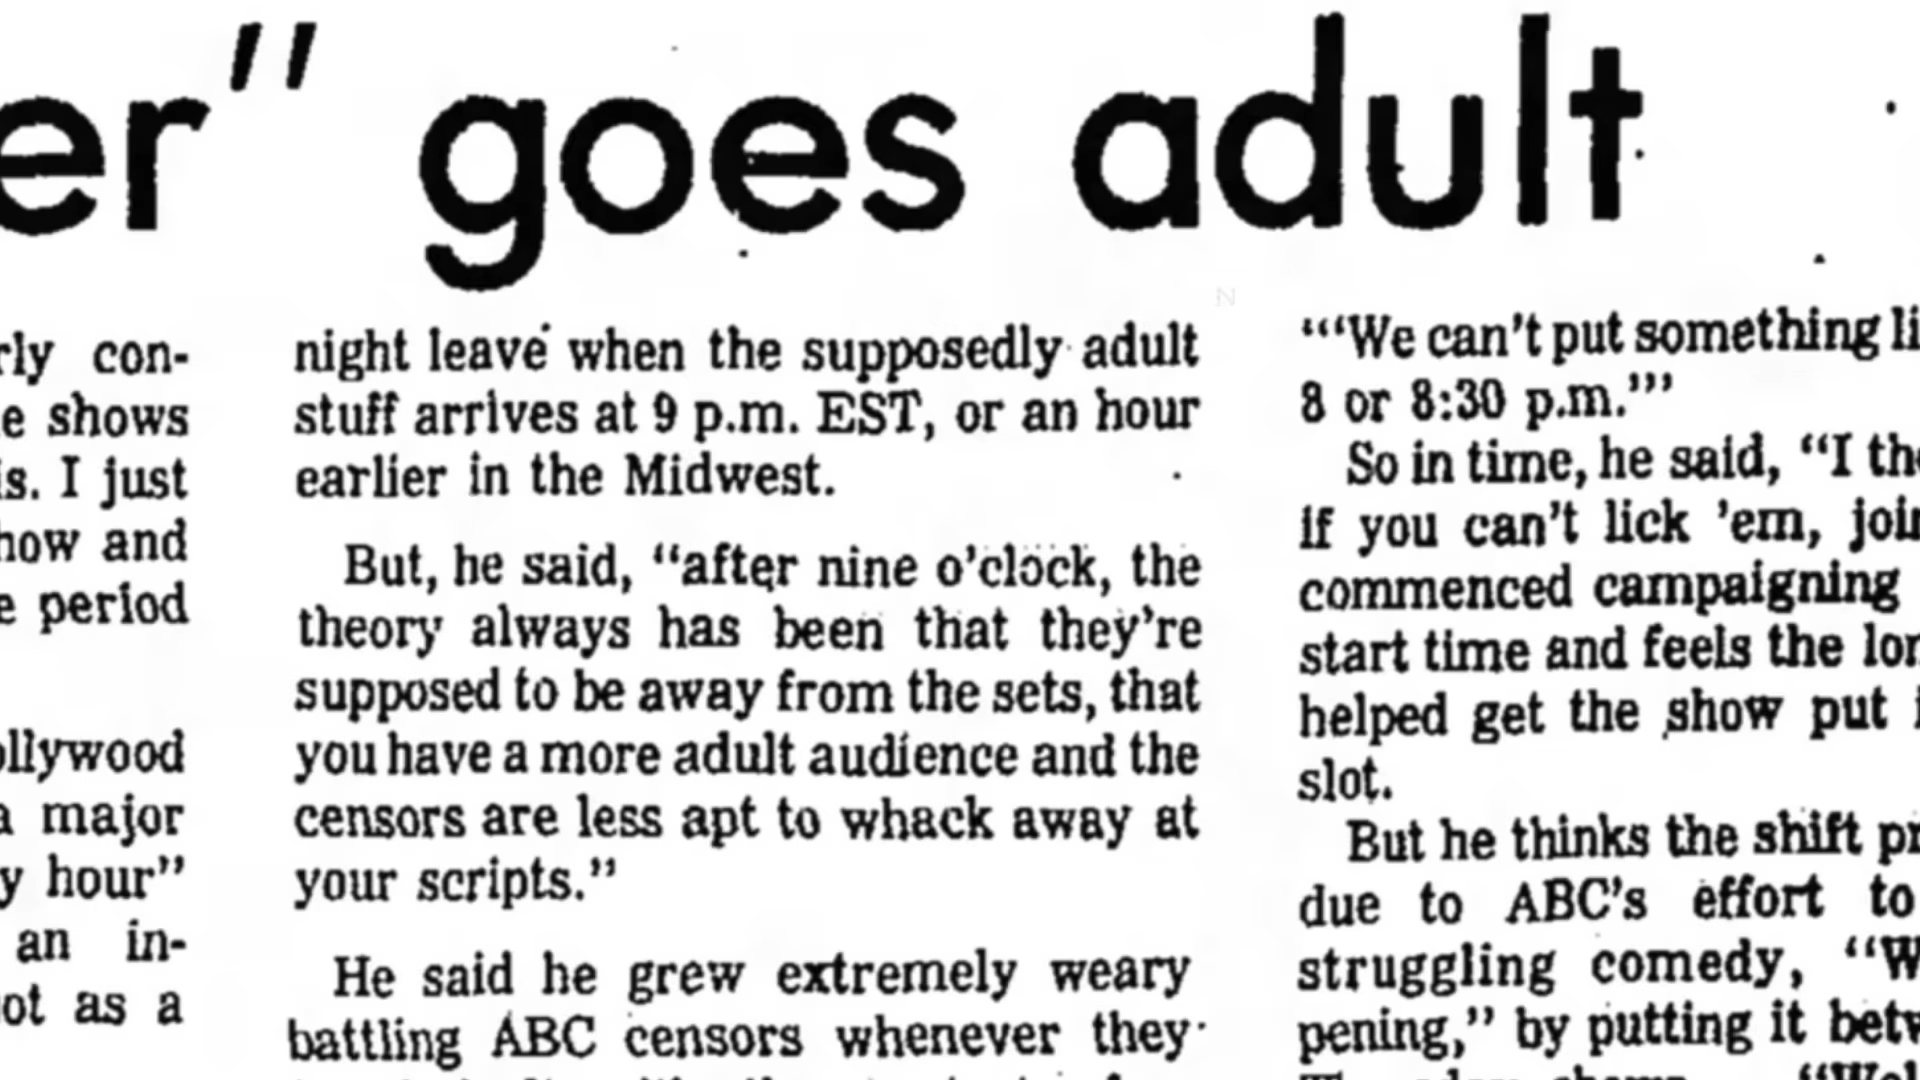 er" goes adult
rly con-
e shows
is. I just
how and
e period
ollywood
a major
y hour"
an in-
ot as a
night leave when the supposedly adult
stuff arrives at 9 p.m. EST, or an hour
earlier in the Midwest.
But, he said, "after nine o'clock, the
theory always has been that they're
supposed to be away from the sets, that
you have a more adult audience and the
censors are less apt to whack away at
your scripts."
He said he grew extremely weary
battling ABC censors whenever they
"'We can't put something li
8 or 8:30 p.m.'"
So in time, he said, "I the
if you can't lick 'em, join
commenced campaigning
start time and feels the lon
helped get the show put i
slot.
But he thinks the shift pr
due to ABC's effort to
struggling comedy, "W
pening," by putting it betw